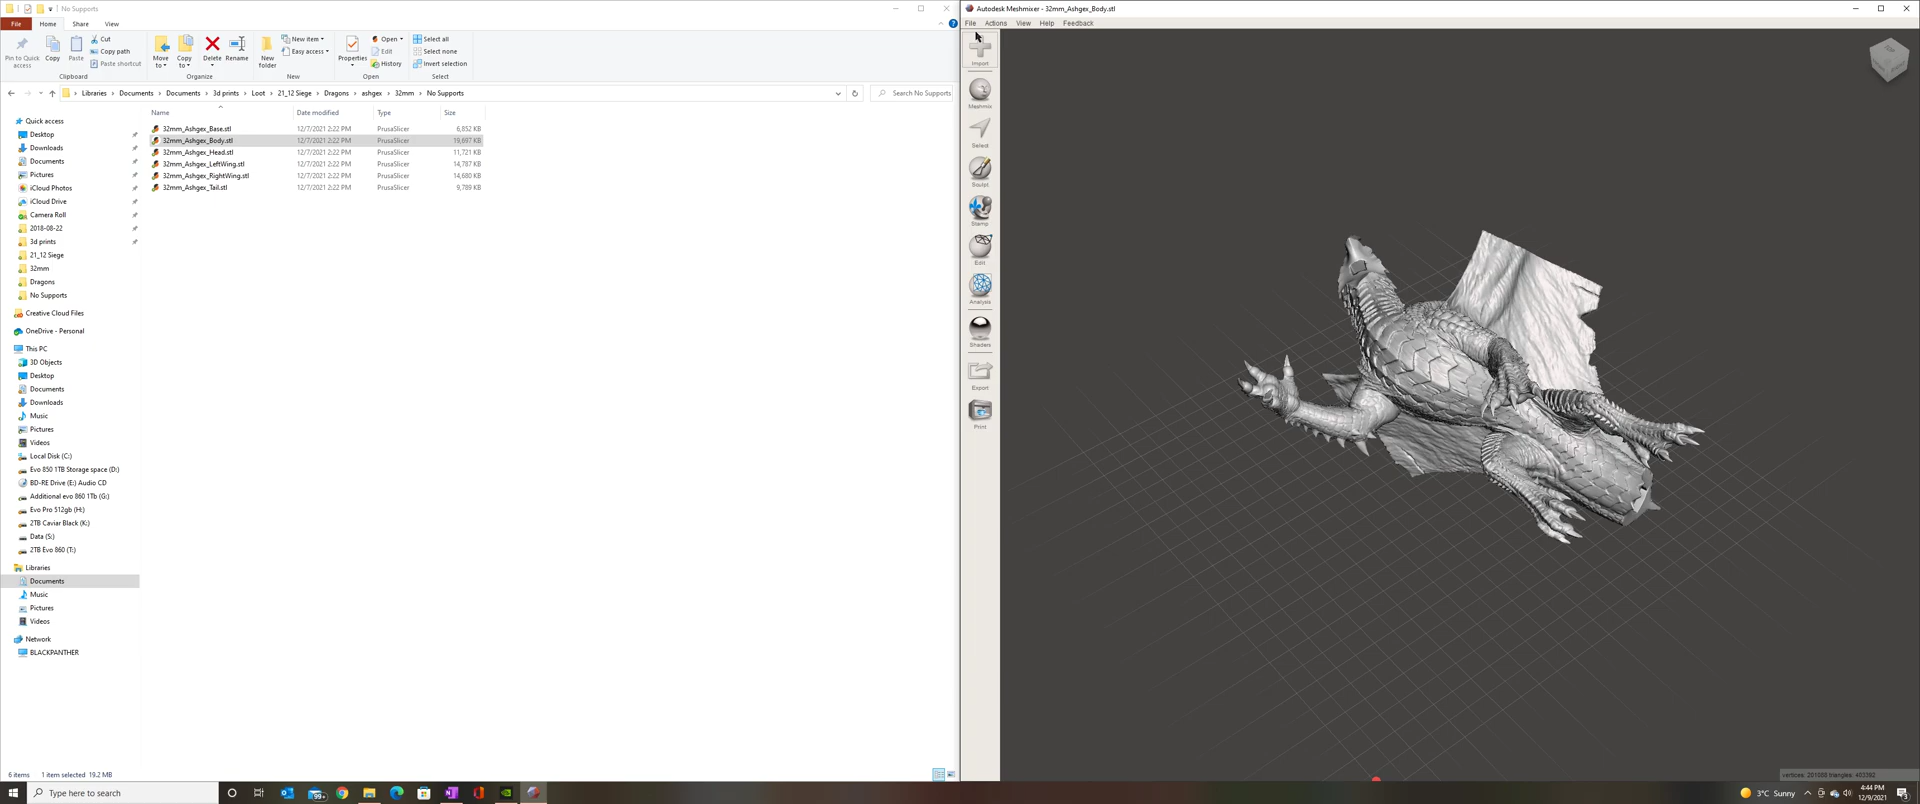 No Supports
File Home Share View
Pin to Quick access
Copy
Paste
Cut
Copy path
Paste shortcut
Clipboard
Move to
Copy to
Delete
Rename
Organize
New folder
New item
Easy access
New
Properties
Open
Edit
History
Open
Select all
Select none
Invert selection
Select
Libraries > Documents > Documents > 3d prints > Loot > 21_12 Siege > Dragons > ashgex > 32mm > No Supports
Search No Supports
Name Date modified Type Size
32mm_Ashgex_Base.stl 12/7/2021 2:22 PM PrusaSlicer 6,852 KB
32mm_Ashgex_Body.stl 12/7/2021 2:22 PM PrusaSlicer 19,697 KB
32mm_Ashgex_Head.stl 12/7/2021 2:22 PM PrusaSlicer 11,721 KB
32mm_Ashgex_LeftWing.stl 12/7/2021 2:22 PM PrusaSlicer 14,787 KB
32mm_Ashgex_RightWing.stl 12/7/2021 2:22 PM PrusaSlicer 14,680 KB
32mm_Ashgex_Tail.stl 12/7/2021 2:22 PM PrusaSlicer 9,789 KB
Quick access
Desktop
Downloads
Documents
Pictures
iCloud Photos
iCloud Drive
Camera Roll
2018-08-22
3d prints
21_12 Siege
32mm
Dragons
No Supports
Creative Cloud Files
OneDrive - Personal
This PC
3D Objects
Desktop
Documents
Downloads
Music
Pictures
Videos
Local Disk (C:)
Evo 850 1TB Storage space (D:)
BD-RE Drive (E:) Audio CD
Additional evo 860 1Tb (G:)
Evo Pro 512gb (H:)
2TB Caviar Black (K:)
Data (S:)
2TB Evo 860 (T:)
Libraries
Documents
Music
Pictures
Videos
Network
BLACKPANTHER
6 items 1 item selected 19.2 MB
Autodesk Meshmixer - 32mm_Ashgex_Body.stl
File Actions View Help Feedback
Import
Meshmix
Select
Sculpt
Stamp
Edit
Analysis
Shaders
Export
Print
TOP
vertices: 201688 triangles: 403392
Type here to search
99+
3°C Sunny
4:44 PM
12/9/2021
3